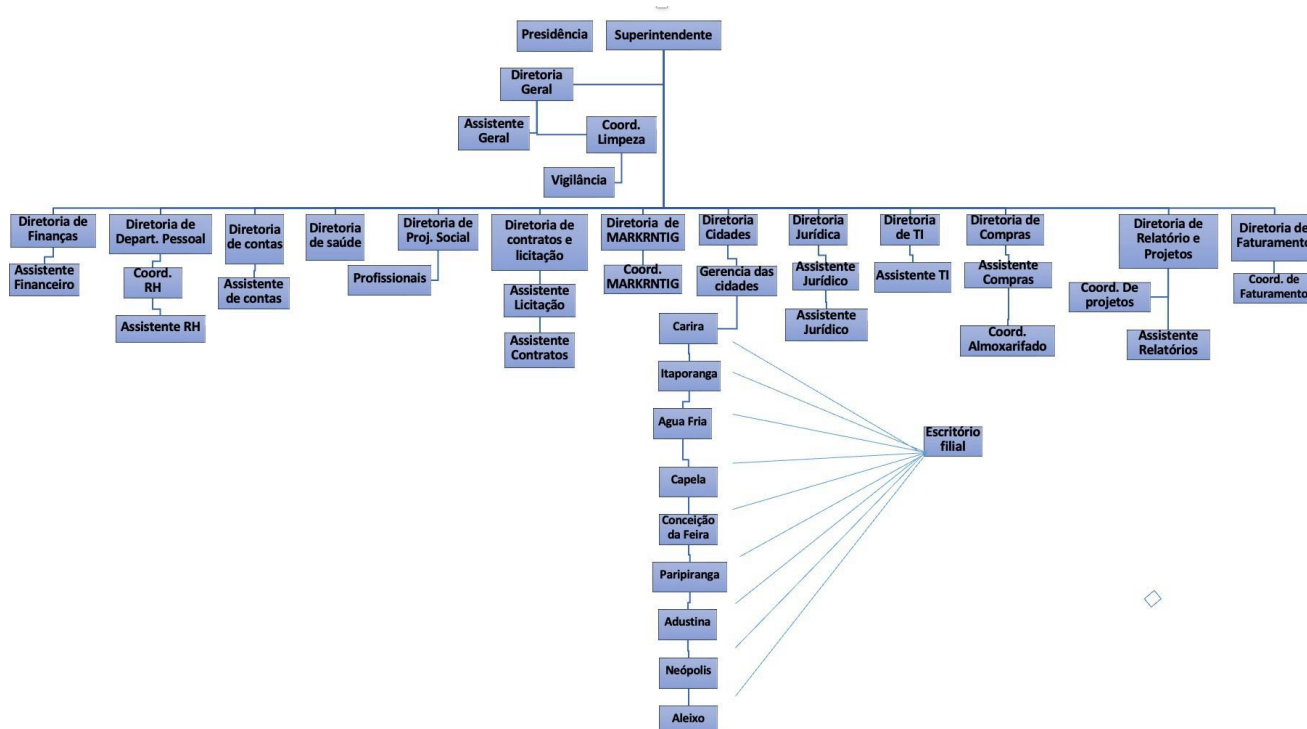 Presidência
Superintendente
Diretoria
Geral
Assistente
Geral
Coord.
Limpeza
Vigilância
Diretoria de
Finanças
Assistente
Financeiro
Diretoria de
Depart. Pessoal
Coord.
RH
Assistente RH
Diretoria
de contas
Assistente
de contas
Diretoria
de saúde
Diretoria de
Proj. Social
Profissionais
Diretoria de
contratos e
licitação
Assistente
Licitação
Assistente
Contratos
Diretoria de
MARKRNTIG
Coord.
MARKRNTIG
Diretoria
Cidades
Gerencia das
cidades
Carira
Itaporanga
Agua Fria
Capela
Conceição
da Feira
Paripiranga
Adustina
Neópolis
Aleixo
Diretoria
Jurídica
Assistente
Jurídico
Assistente
Jurídico
Diretoria
de TI
Assistente TI
Diretoria de
Compras
Assistente
Compras
Coord.
Almoxarifado
Diretoria de
Relatório e
Projetos
Coord. De
projetos
Assistente
Relatórios
Diretoria de
Faturamento
Coord. de
Faturamento
Escritório
filial